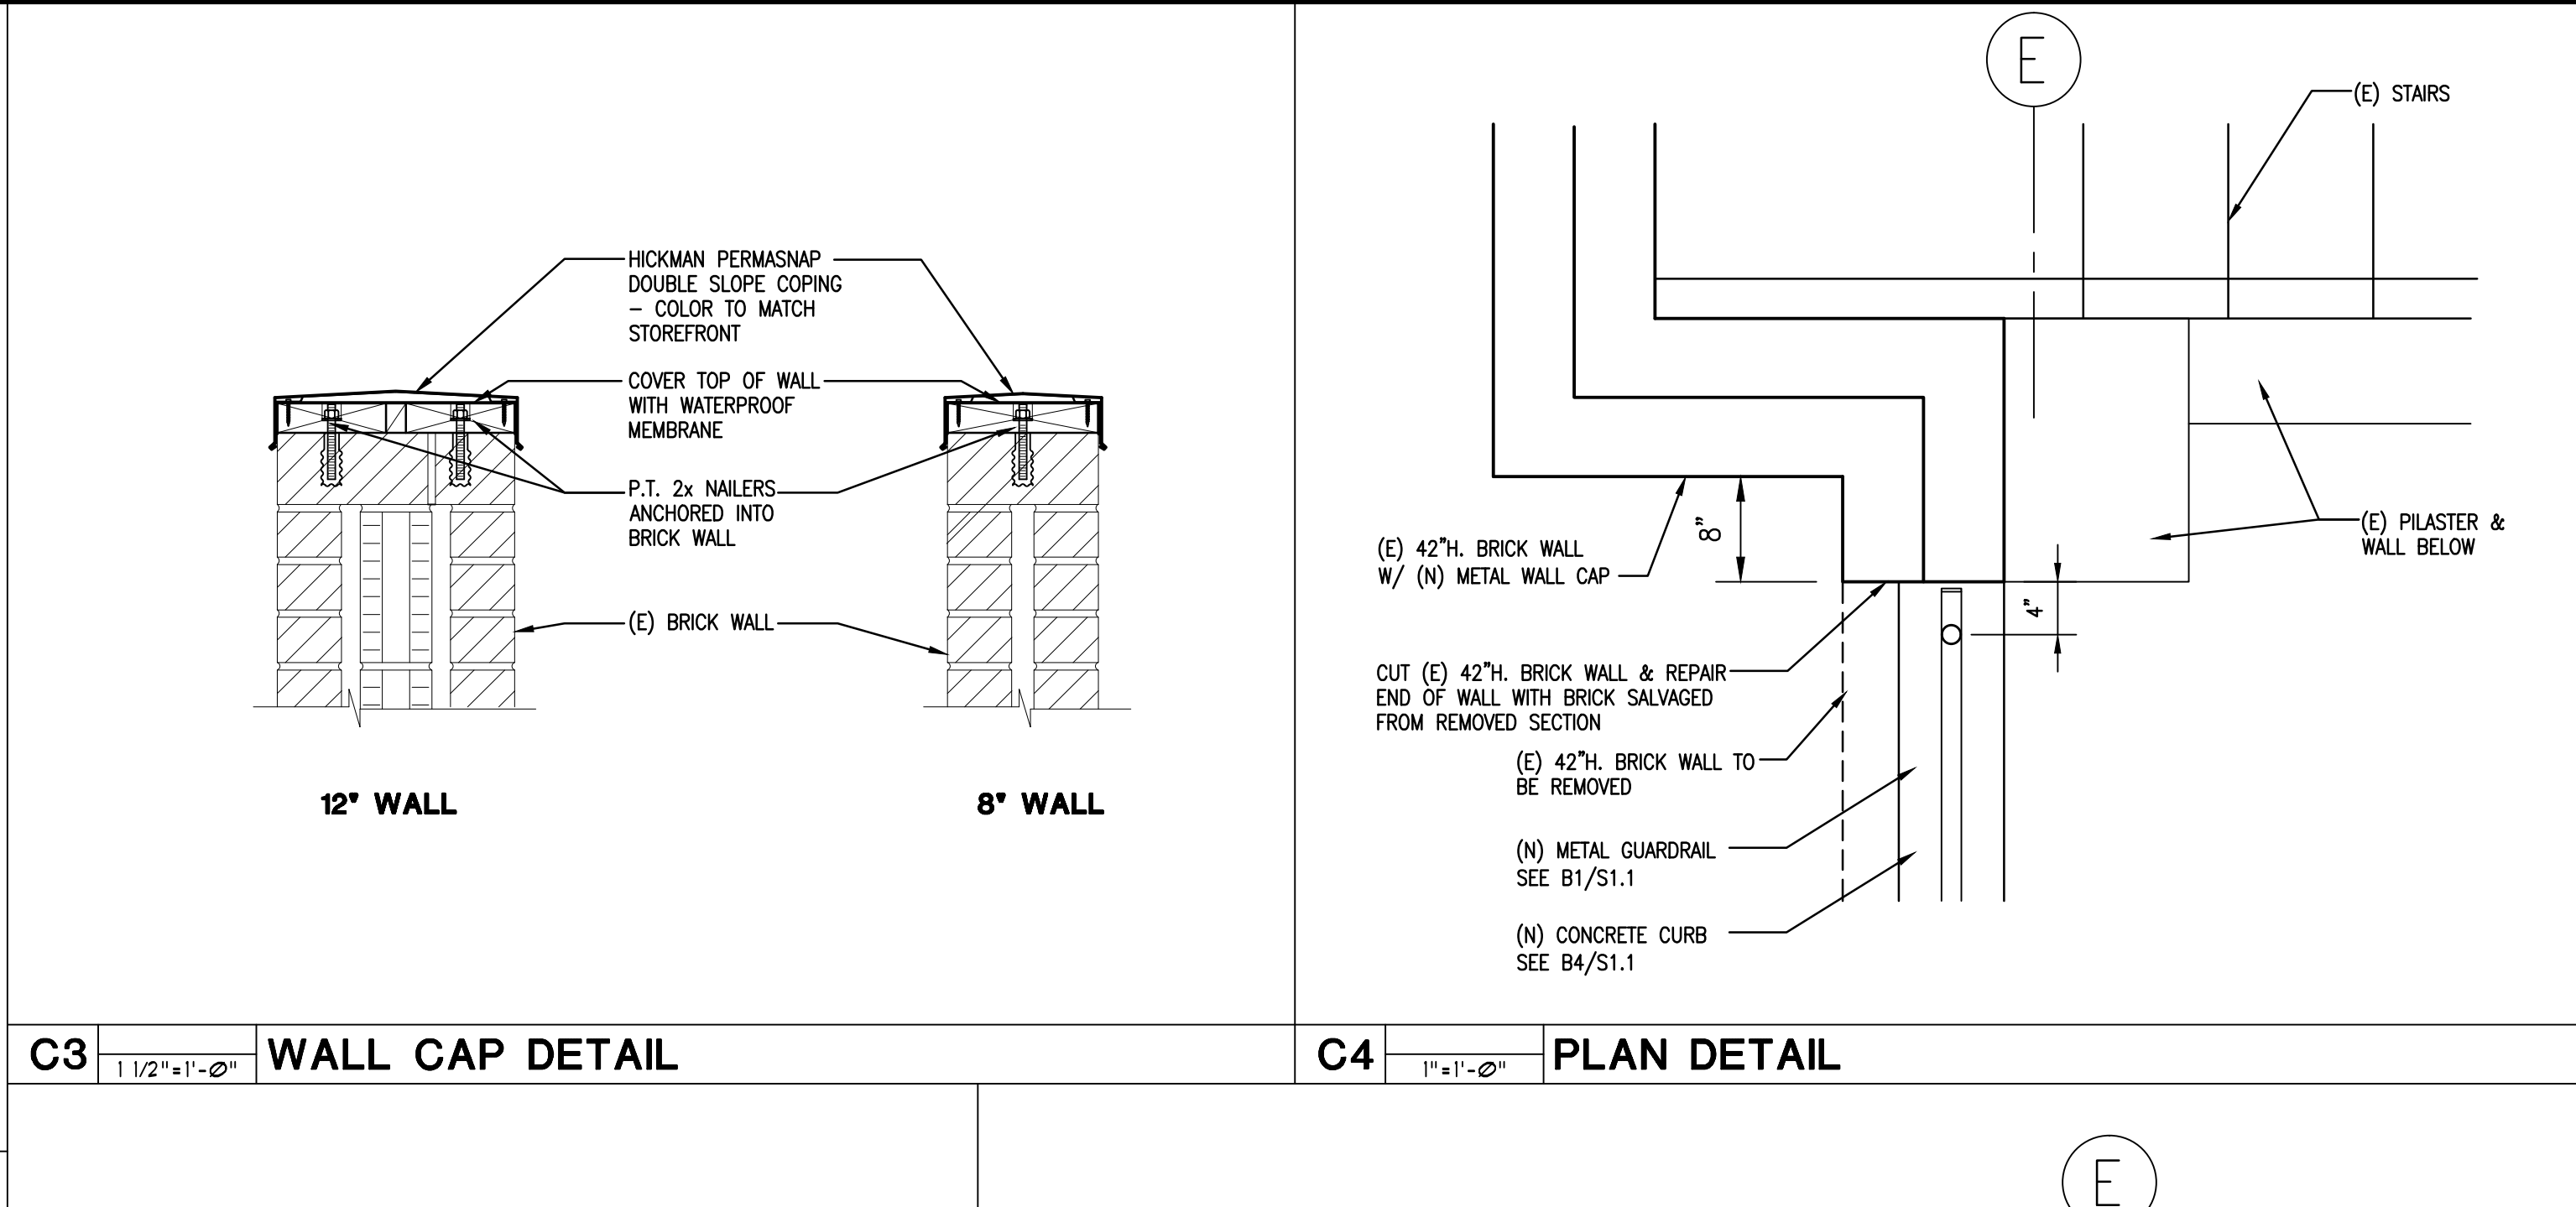 HICKMAN PERMASNAP
DOUBLE SLOPE COPING
– COLOR TO MATCH
STOREFRONT
COVER TOP OF WALL
WITH WATERPROOF
MEMBRANE
P.T. 2x NAILERS
ANCHORED INTO
BRICK WALL
(E) BRICK WALL
12" WALL
8" WALL
C3
1 1/2"=1'-Ø"
WALL CAP DETAIL
E
(E) STAIRS
8"
(E) 42"H. BRICK WALL
W/ (N) METAL WALL CAP
(E) PILASTER &
WALL BELOW
4"
CUT (E) 42"H. BRICK WALL & REPAIR
END OF WALL WITH BRICK SALVAGED
FROM REMOVED SECTION
(E) 42"H. BRICK WALL TO
BE REMOVED
(N) METAL GUARDRAIL
SEE B1/S1.1
(N) CONCRETE CURB
SEE B4/S1.1
C4
1"=1'-Ø"
PLAN DETAIL
E